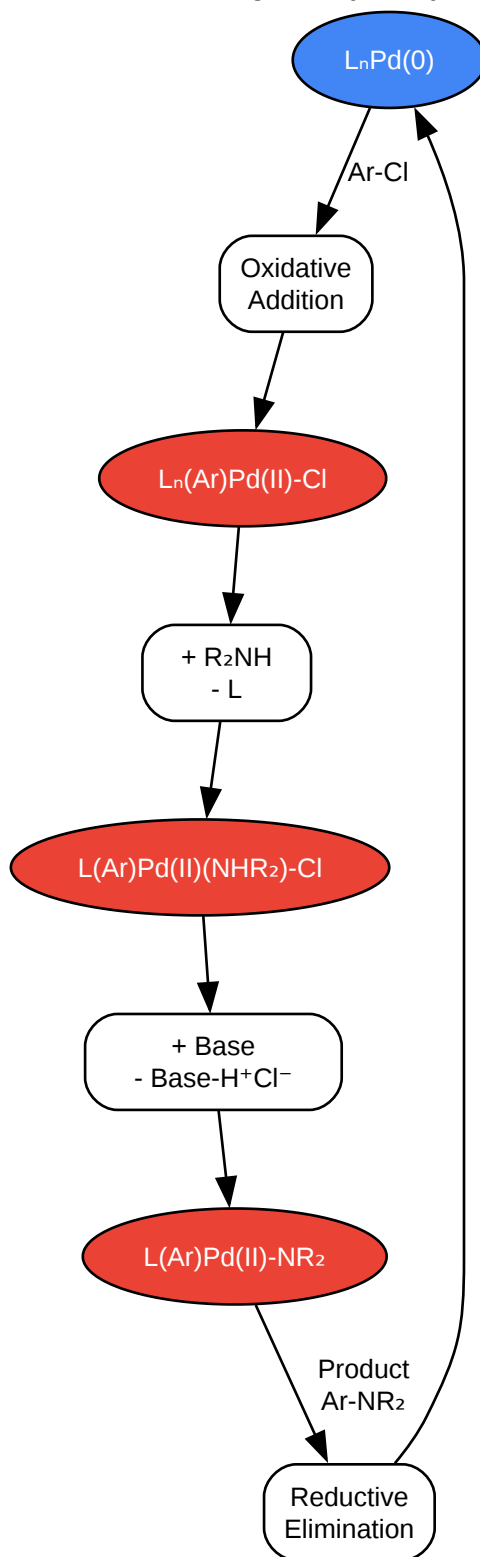 LₙPd(0)
Ar-Cl
Oxidative
Addition
Lₙ(Ar)Pd(II)-Cl
+ R₂NH
- L
L(Ar)Pd(II)(NHR₂)-Cl
+ Base
- Base-H⁺Cl⁻
L(Ar)Pd(II)-NR₂
Product
Ar-NR₂
Reductive
Elimination